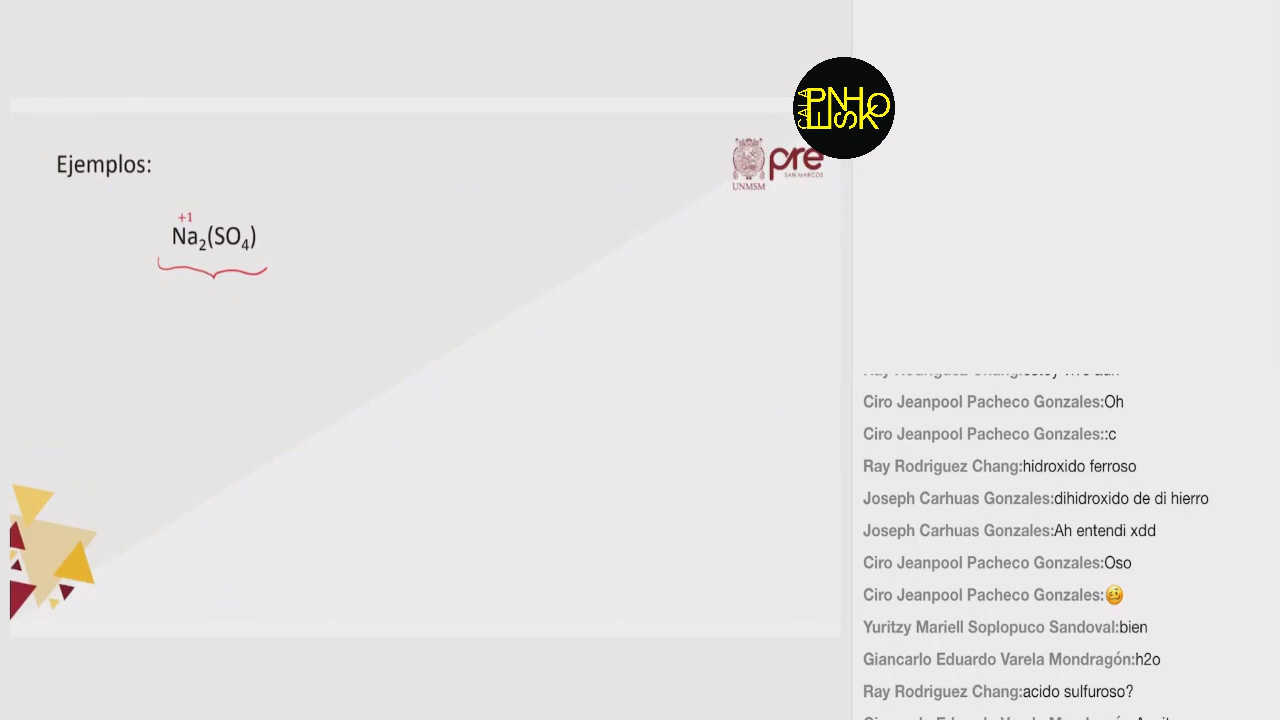 CALA PENHSKO
Ejemplos:
pre
SAN MARCOS
UNMSM
+1
Na₂(SO₄)
Ciro Jeanpool Pacheco Gonzales:Oh
Ciro Jeanpool Pacheco Gonzales::c
Ray Rodriguez Chang:hidroxido ferroso
Joseph Carhuas Gonzales:dihidroxido de di hierro
Joseph Carhuas Gonzales:Ah entendi xdd
Ciro Jeanpool Pacheco Gonzales:Oso
Ciro Jeanpool Pacheco Gonzales:🥴
Yuritzy Mariell Soplopuco Sandoval:bien
Giancarlo Eduardo Varela Mondragón:h2o
Ray Rodriguez Chang:acido sulfuroso?